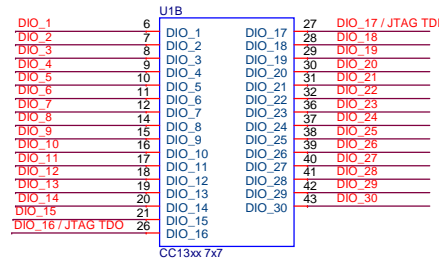 U1B
DIO_1 6 DIO_1 DIO_17 27 DIO_17 / JTAG TDI
DIO_2 7 DIO_2 DIO_18 28 DIO_18
DIO_3 8 DIO_3 DIO_19 29 DIO_19
DIO_4 9 DIO_4 DIO_20 30 DIO_20
DIO_5 10 DIO_5 DIO_21 31 DIO_21
DIO_6 11 DIO_6 DIO_22 32 DIO_22
DIO_7 12 DIO_7 DIO_23 36 DIO_23
DIO_8 14 DIO_8 DIO_24 37 DIO_24
DIO_9 15 DIO_9 DIO_25 38 DIO_25
DIO_10 16 DIO_10 DIO_26 39 DIO_26
DIO_11 17 DIO_11 DIO_27 40 DIO_27
DIO_12 18 DIO_12 DIO_28 41 DIO_28
DIO_13 19 DIO_13 DIO_29 42 DIO_29
DIO_14 20 DIO_14 DIO_30 43 DIO_30
DIO_15 21 DIO_15
DIO_16 / JTAG TDO 26 DIO_16
CC13xx 7x7